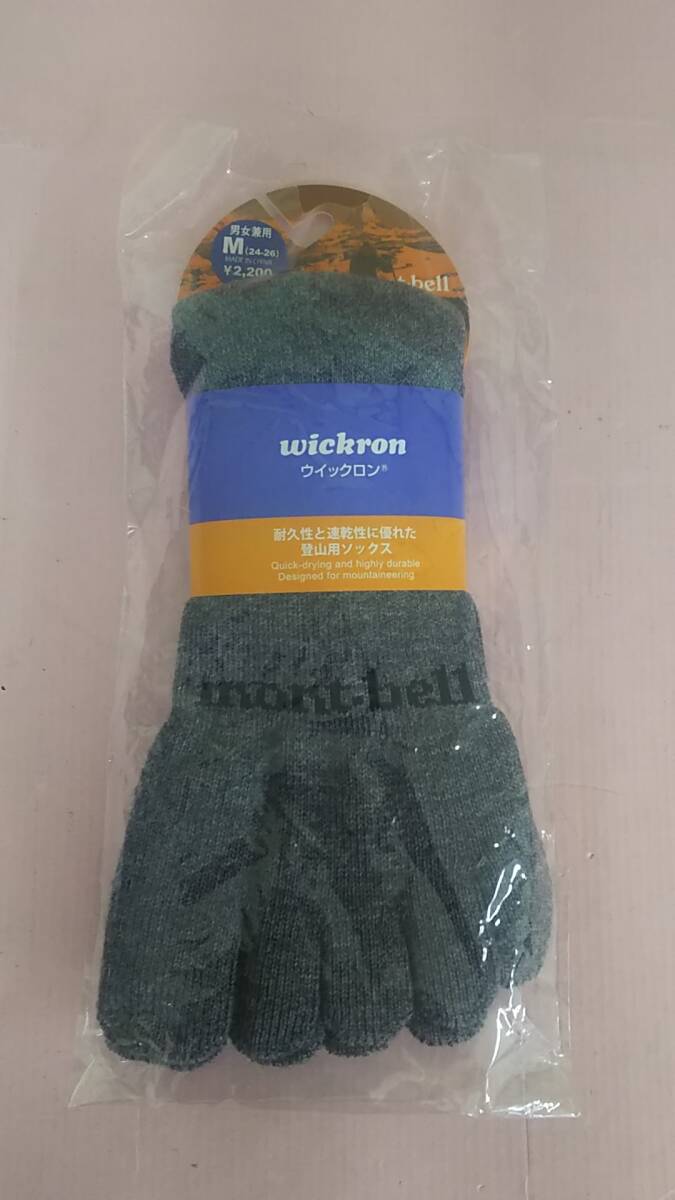 男女兼用
M(24-26)
MADE IN CHINA
¥2,200
t·bell
wickron
ウイックロン®
耐久性と速乾性に優れた
登山用ソックス
Quick-drying and highly durable
Designed for mountaineering
mont-bell